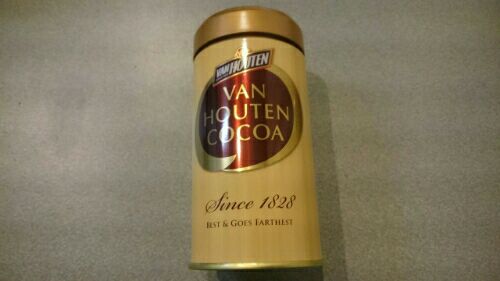 VAN HOUTEN
VAN
HOUTEN
COCOA
Since 1828
BEST & GOES FARTHEST